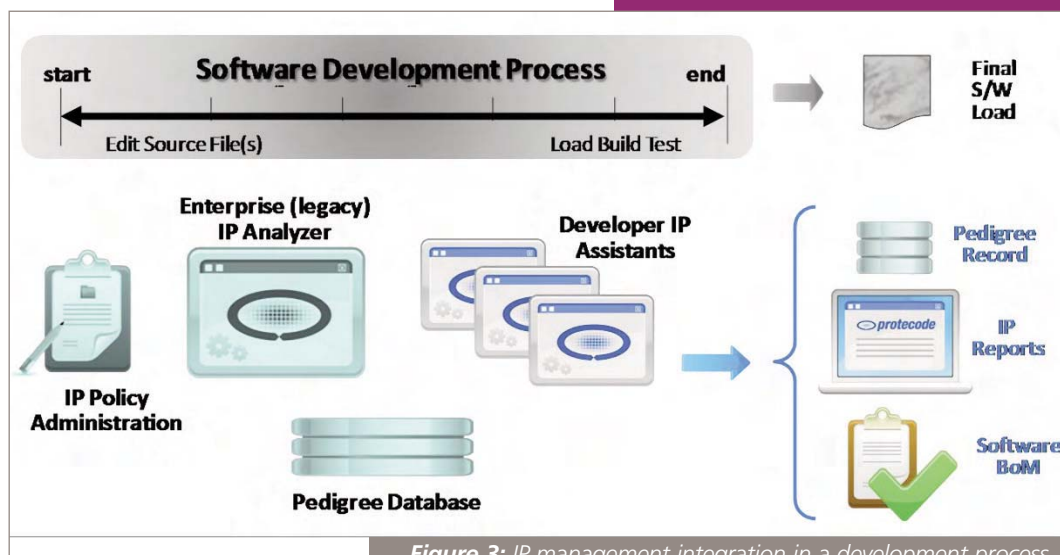 start
Software Development Process
end
Edit Source File(s)
Load Build Test
Final
S/W
Load
Enterprise (legacy)
IP Analyzer
Developer IP
Assistants
IP Policy
Administration
Pedigree Database
Pedigree
Record
protecode
IP
Reports
Software
BoM
Figure 3: IP management integration in a development process